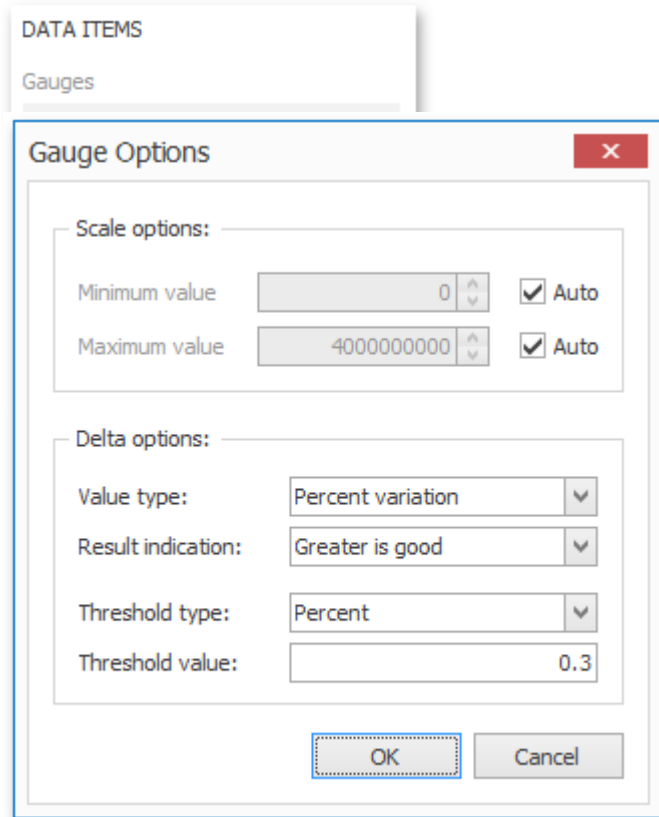 DATA ITEMS
Gauges
Gauge Options
Scale options:
Minimum value 0 Auto
Maximum value 4000000000 Auto
Delta options:
Value type: Percent variation
Result indication: Greater is good
Threshold type: Percent
Threshold value: 0.3
OK Cancel